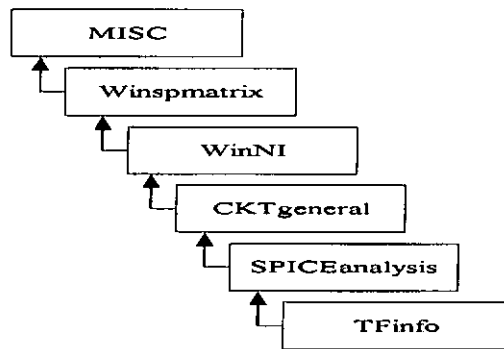 MISC
Winspmatrix
WinNI
CKTgeneral
SPICEanalysis
TFinfo